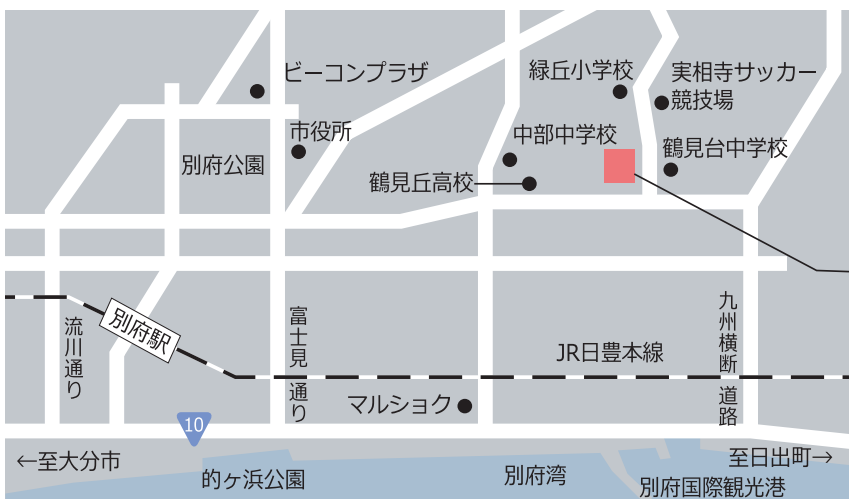 ビーコンプラザ
緑丘小学校
実相寺サッカー
競技場
市役所
中部中学校
別府公園
鶴見丘高校
鶴見台中学校
別府駅
流川通り
富士見通り
九州横断道路
JR日豊本線
マルショク
10
←至大分市
的ヶ浜公園
別府湾
至日出町→
別府国際観光港